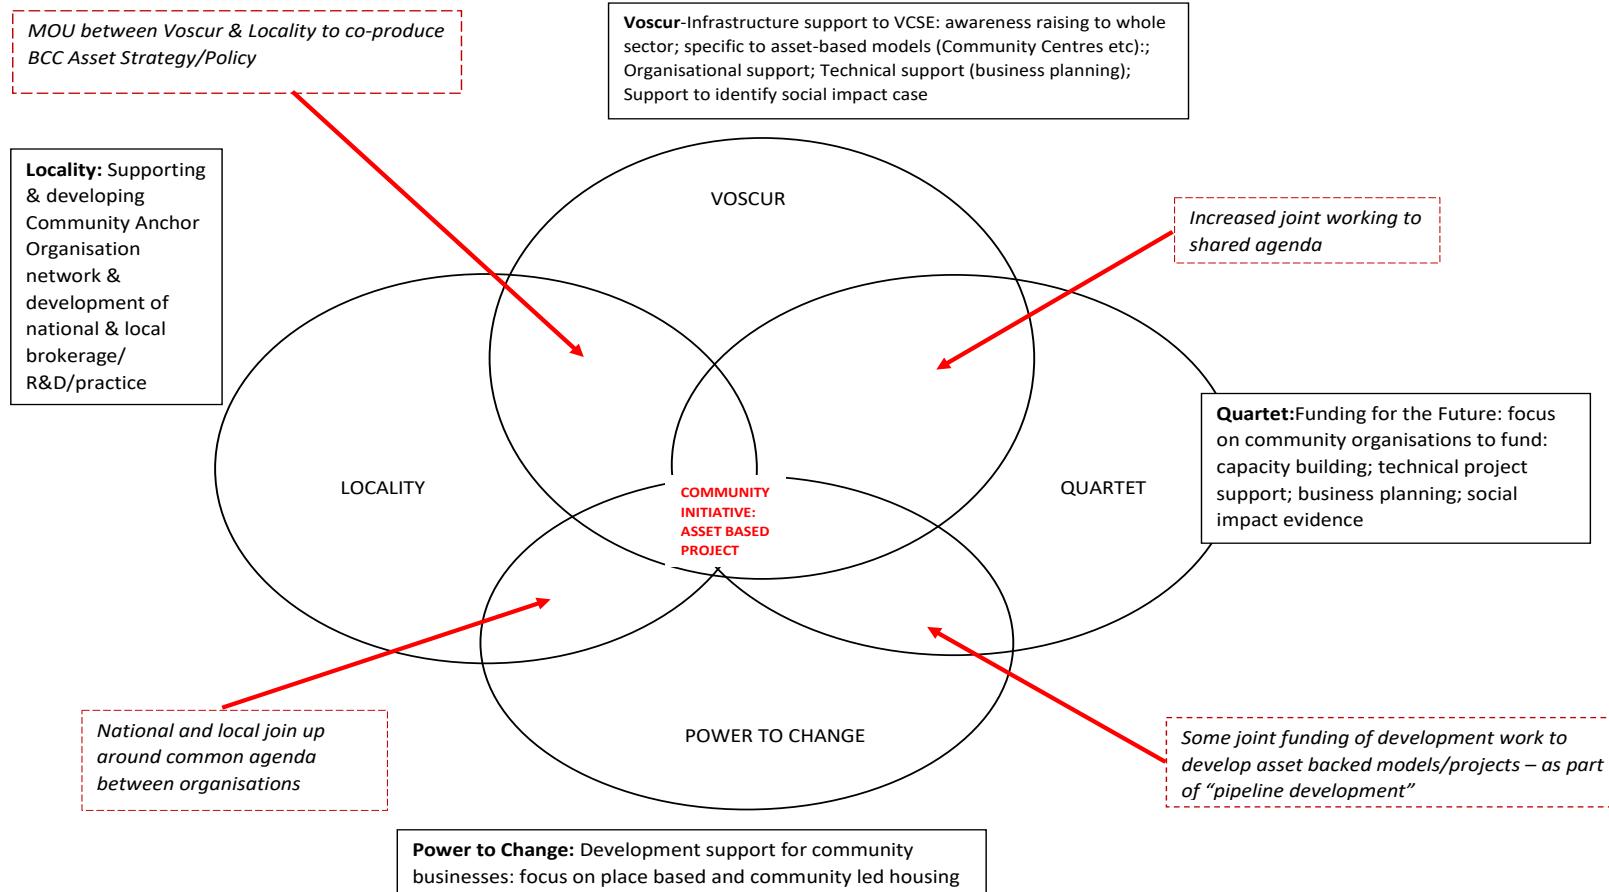 MOU between Voscur & Locality to co-produce
BCC Asset Strategy/Policy
Voscur-Infrastructure support to VCSE: awareness raising to whole
sector; specific to asset-based models (Community Centres etc):;
Organisational support; Technical support (business planning);
Support to identify social impact case
Locality: Supporting
& developing
Community Anchor
Organisation
network &
development of
national & local
brokerage/
R&D/practice
VOSCUR
Increased joint working to
shared agenda
LOCALITY
COMMUNITY
INITIATIVE:
ASSET BASED
PROJECT
QUARTET
Quartet:Funding for the Future: focus
on community organisations to fund:
capacity building; technical project
support; business planning; social
impact evidence
National and local join up
around common agenda
between organisations
POWER TO CHANGE
Some joint funding of development work to
develop asset backed models/projects – as part
of “pipeline development”
Power to Change: Development support for community
businesses: focus on place based and community led housing